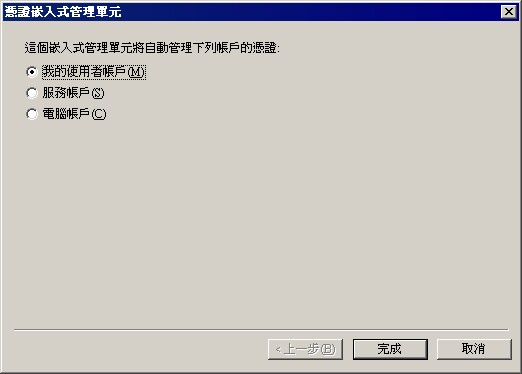 憑證嵌入式管理單元
這個嵌入式管理單元將自動管理下列帳戶的憑證:
我的使用者帳戶(M)
服務帳戶(S)
電腦帳戶(C)
<上一步(B)
完成
取消